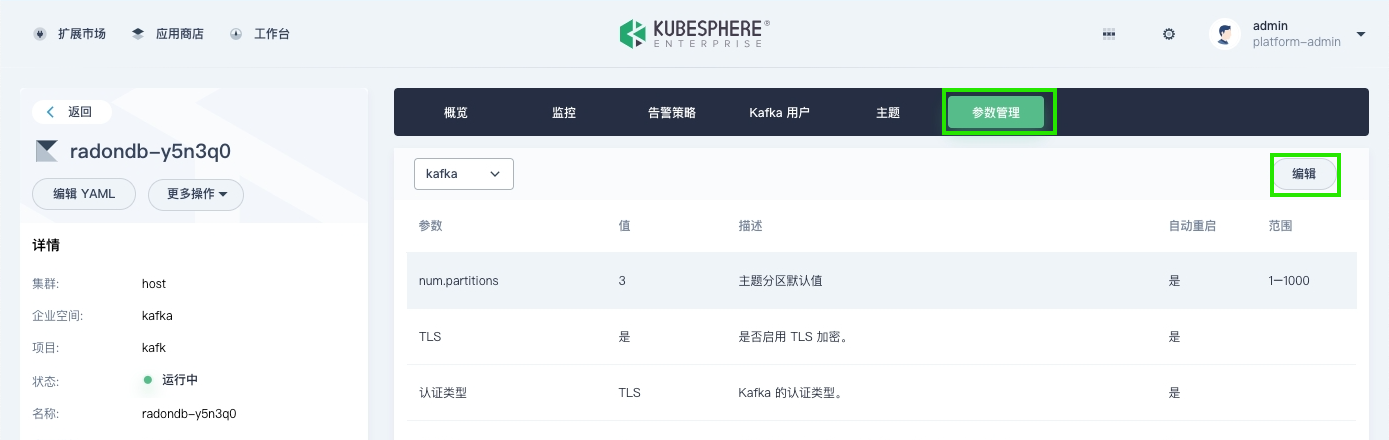 扩展市场 应用商店 工作台
KUBESPHERE®
ENTERPRISE
admin
platform-admin
返回
radondb-y5n3q0
编辑 YAML 更多操作
详情
集群: host
企业空间: kafka
项目: kafk
状态: 运行中
名称: radondb-y5n3q0
概览 监控 告警策略 Kafka 用户 主题 参数管理
kafka 编辑
参数 值 描述 自动重启 范围
num.partitions 3 主题分区默认值 是 1-1000
TLS 是 是否启用 TLS 加密。 是
认证类型 TLS Kafka 的认证类型。 是